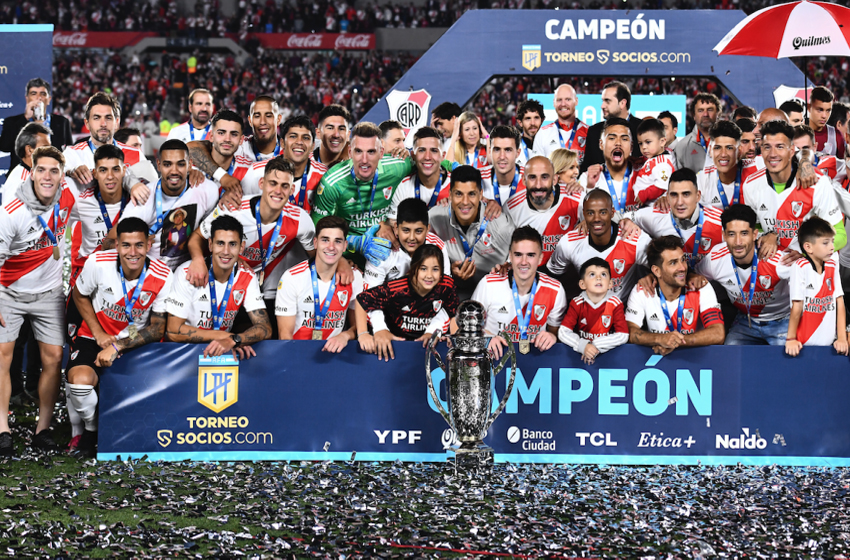 Coca-Cola Coca-Cola
CAMPEÓN
LPF TORNEO SOCIOS.COM
Quilmes
TURKISH
AIRLINES
CAMPEÓN
LPF
TORNEO
SOCIOS.COM
YPF
Banco
Ciudad
TCL
Etica+
Naldo